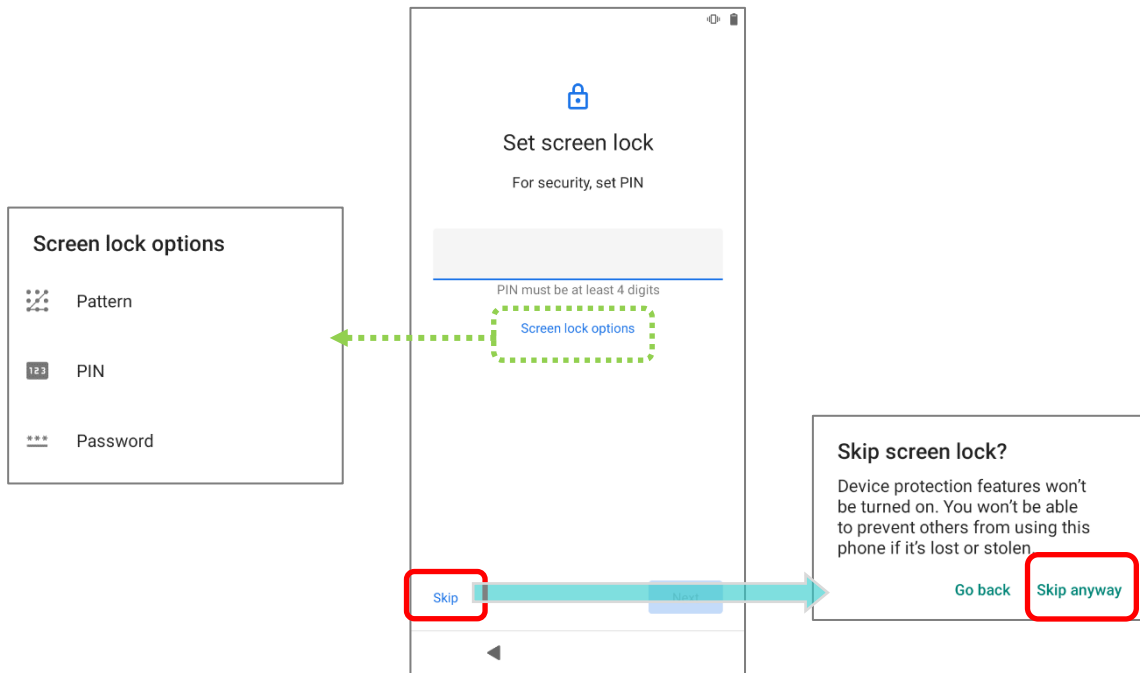 Set screen lock
For security, set PIN
PIN must be at least 4 digits
Screen lock options
Skip
Next
Screen lock options
Pattern
123
PIN
***
Password
Skip screen lock?
Device protection features won't
be turned on. You won't be able
to prevent others from using this
phone if it's lost or stolen.
Go back
Skip anyway